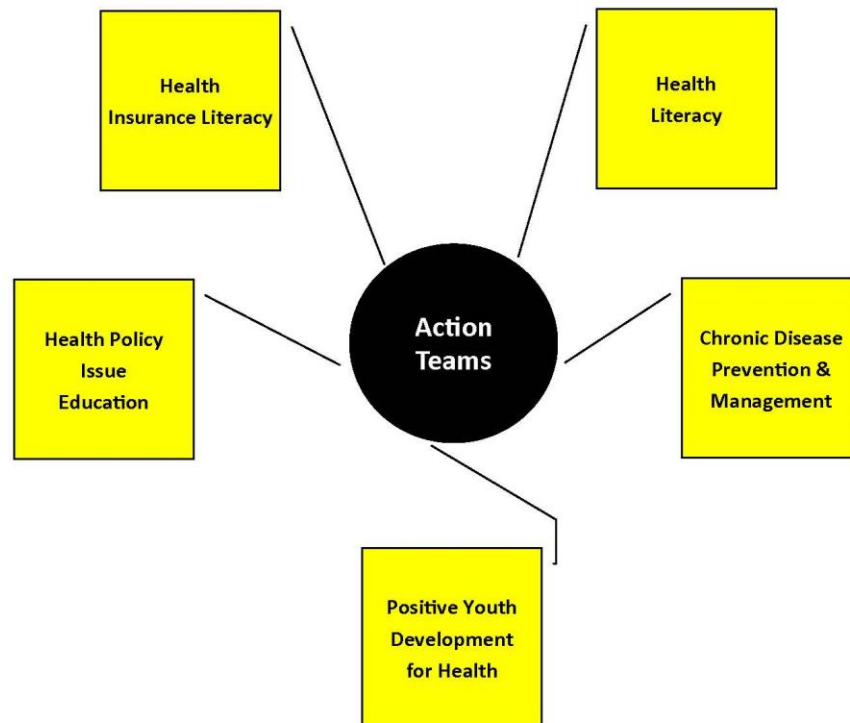 Health
Insurance Literacy
Health
Literacy
Action
Teams
Health Policy
Issue
Education
Chronic Disease
Prevention &
Management
Positive Youth
Development
for Health